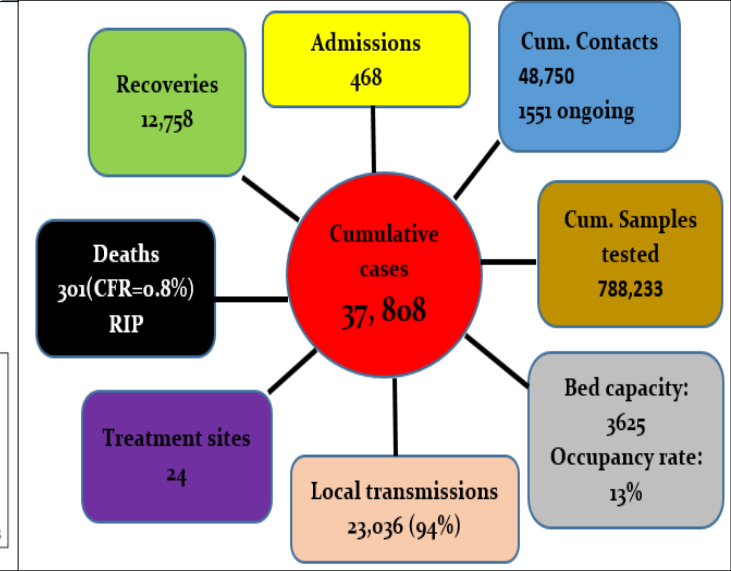 Admissions
468
Cum. Contacts
48,750
1551 ongoing
Recoveries
12,758
Cum. Samples
tested
788,233
Cumulative
cases
37, 808
Deaths
301(CFR=0.8%)
RIP
Bed capacity:
3625
Occupancy rate:
13%
Treatment sites
24
Local transmissions
23,036 (94%)